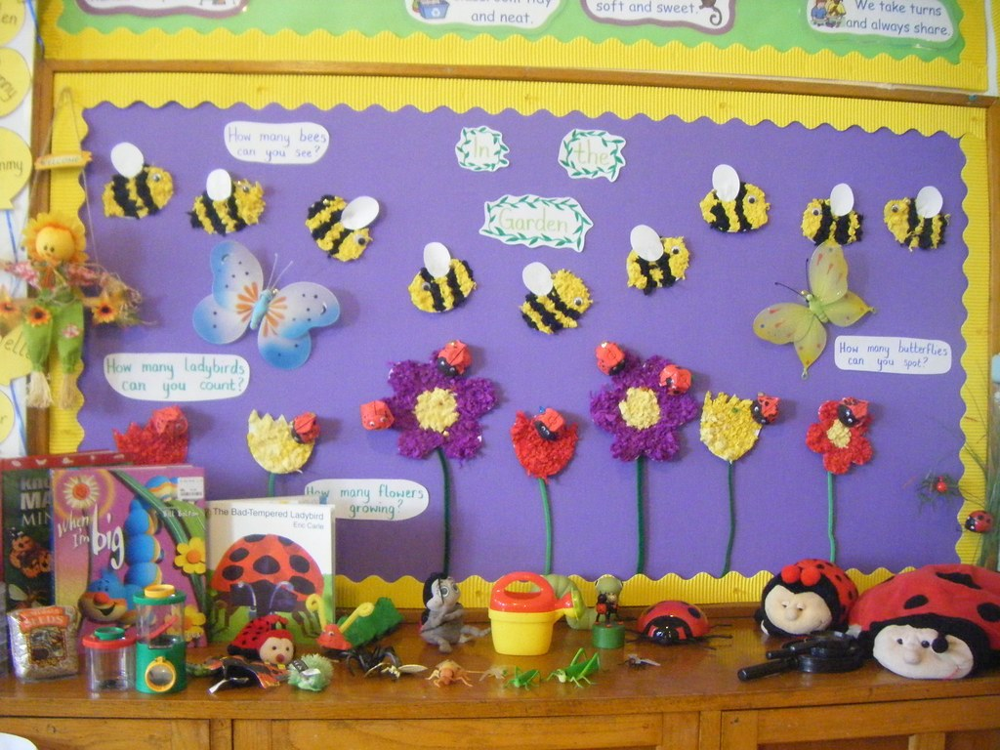 and neat.
soft and sweet.
We take turns
and always share.
How many bees
can you see?
In
the
Garden
How many Ladybirds
can you count?
How many butterflies
can you spot?
How many flowers
growing?
When
I'm
big
The Bad-Tempered Ladybird
Eric Carle
SEEDS